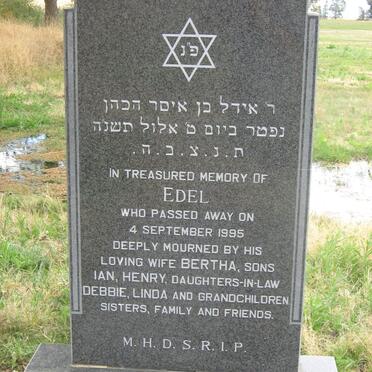 פ"נ
ר אידל בן איסר הכהן
נפטר ביום ט אלול תשנה
ת.נ.צ.ב.ה.
IN TREASURED MEMORY OF
EDEL
WHO PASSED AWAY ON
4 SEPTEMBER 1995
DEEPLY MOURNED BY HIS
LOVING WIFE BERTHA, SONS
IAN, HENRY, DAUGHTERS-IN-LAW
DEBBIE, LINDA AND GRANDCHILDREN
SISTERS, FAMILY AND FRIENDS.
M.H.D.S.R.I.P.